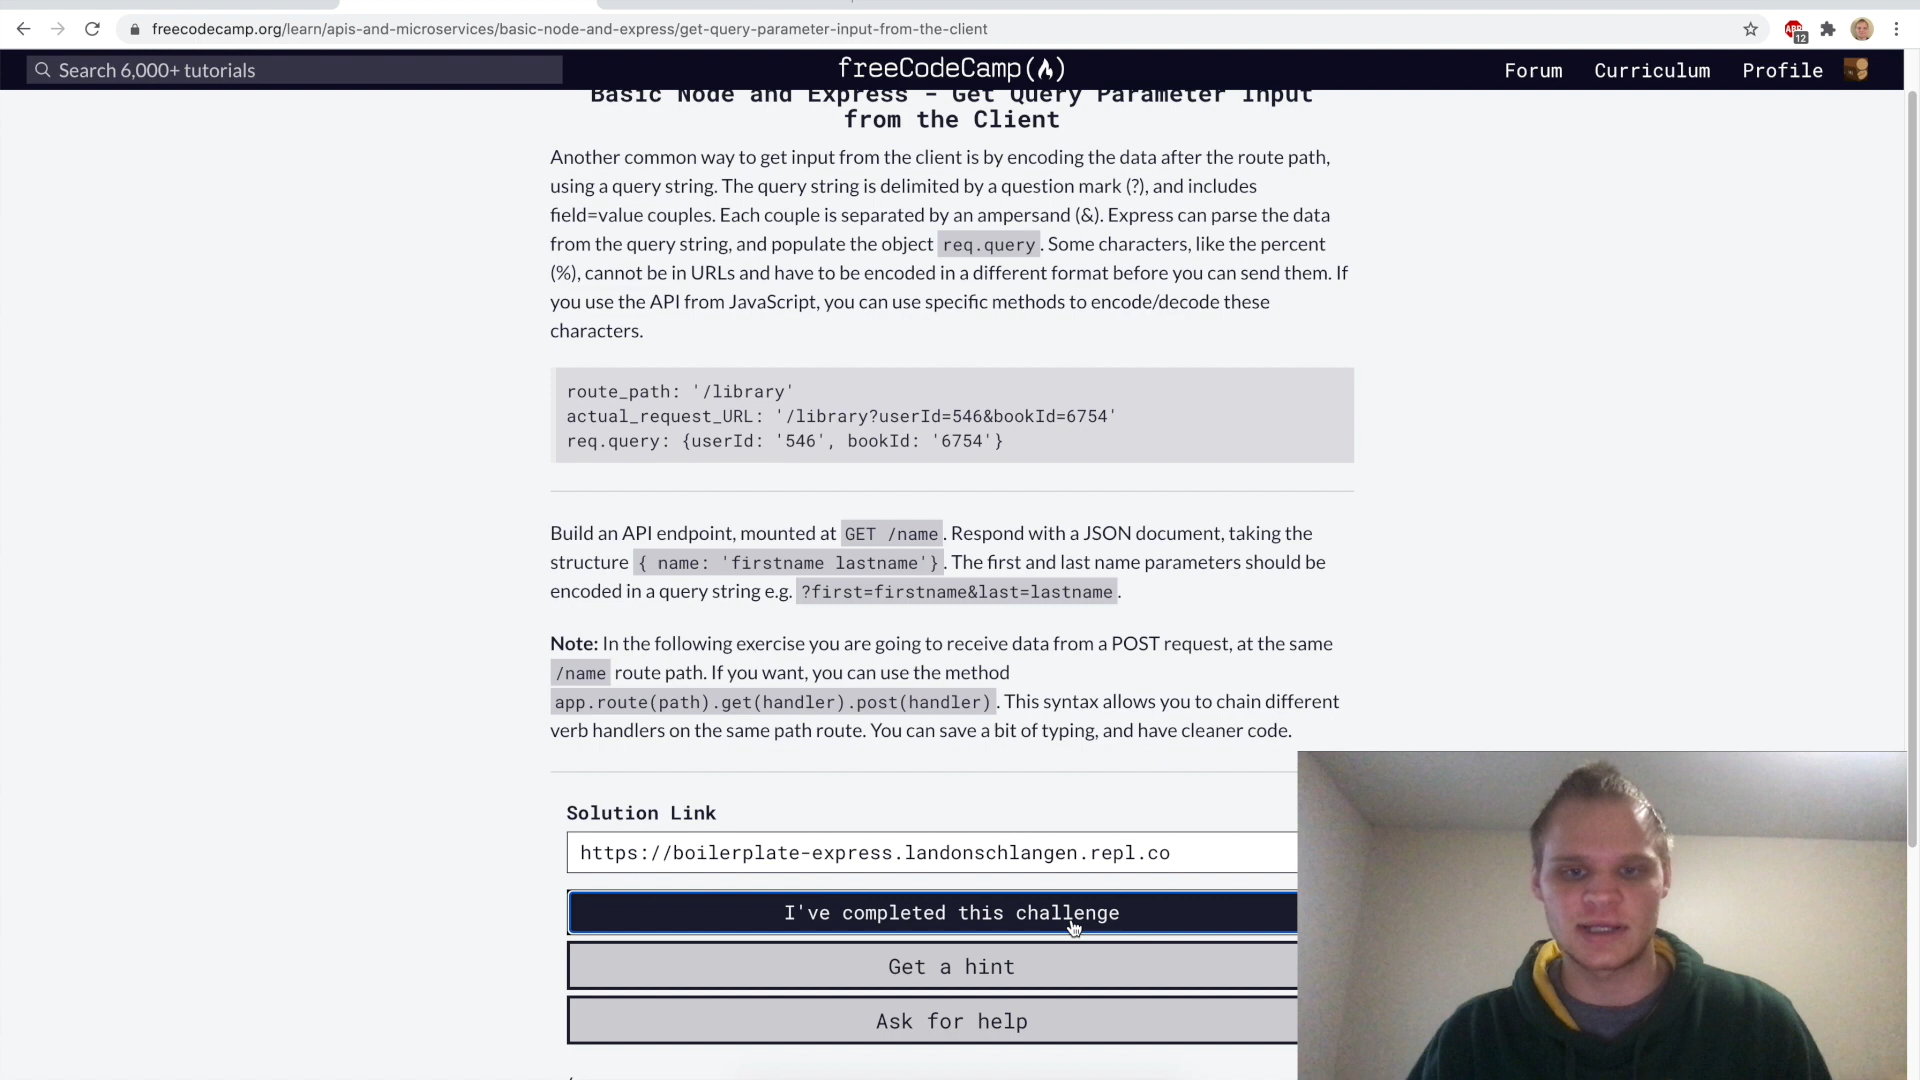 freecodecamp.org/learn/apis-and-microservices/basic-node-and-express/get-query-parameter-input-from-the-client
ABP
12
Search 6,000+ tutorials
freeCodeCamp
Forum
Curriculum
Profile
Basic Node and Express - Get Query Parameter Input
from the Client
Another common way to get input from the client is by encoding the data after the route path,
using a query string. The query string is delimited by a question mark (?), and includes
field=value couples. Each couple is separated by an ampersand (&). Express can parse the data
from the query string, and populate the object req.query. Some characters, like the percent
(%), cannot be in URLs and have to be encoded in a different format before you can send them. If
you use the API from JavaScript, you can use specific methods to encode/decode these
characters.
route_path: '/library'
actual_request_URL: '/library?userId=546&bookId=6754'
req.query: {userId: '546', bookId: '6754'}
Build an API endpoint, mounted at GET /name. Respond with a JSON document, taking the
structure { name: 'firstname lastname'}. The first and last name parameters should be
encoded in a query string e.g. ?first=firstname&last=lastname.
Note: In the following exercise you are going to receive data from a POST request, at the same
/name route path. If you want, you can use the method
app.route(path).get(handler).post(handler). This syntax allows you to chain different
verb handlers on the same path route. You can save a bit of typing, and have cleaner code.
Solution Link
https://boilerplate-express.landonschlangen.repl.co
I've completed this challenge
Get a hint
Ask for help